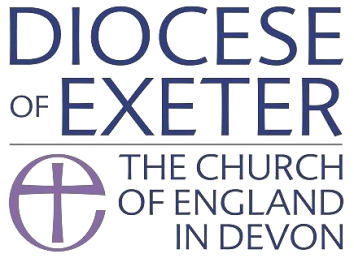 DIOCESE
OF EXETER
THE CHURCH
OF ENGLAND
IN DEVON